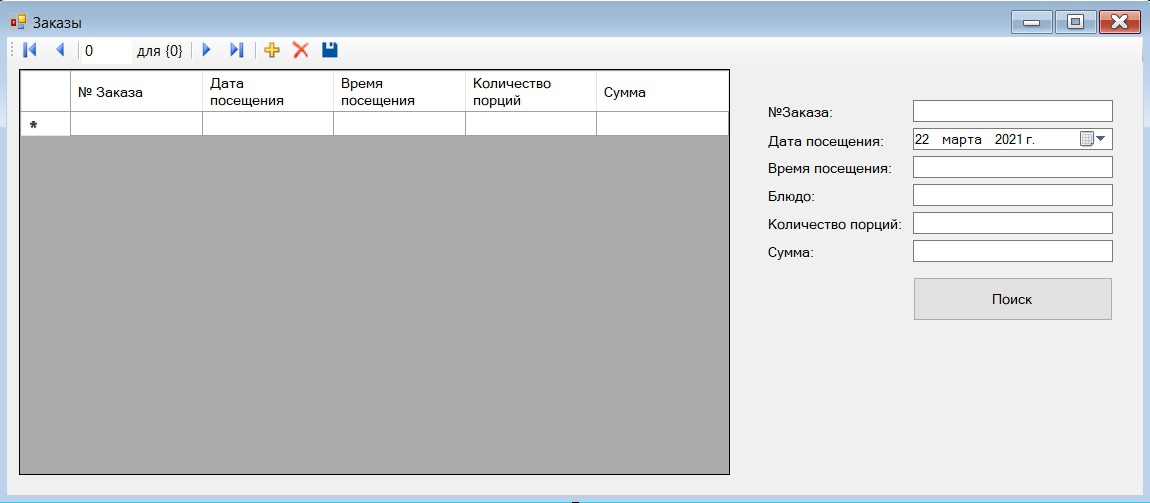 Заказы
0 для {0}
№ Заказа Дата посещения Время посещения Количество порций Сумма
*
№Заказа:
Дата посещения: 22 марта 2021 г.
Время посещения:
Блюдо:
Количество порций:
Сумма:
Поиск